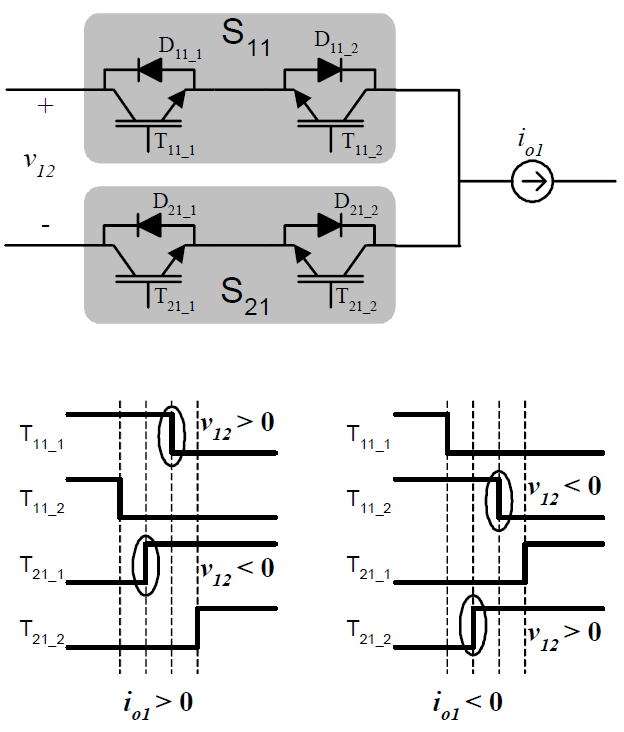 S11
D11_1
D11_2
+
T11_1
T11_2
v12
io1
D21_1
D21_2
-
T21_1
T21_2
S21
T11_1
v12 > 0
T11_2
T21_1
v12 < 0
T21_2
io1 > 0
T11_1
T11_2
v12 < 0
T21_1
T21_2
v12 > 0
io1 < 0